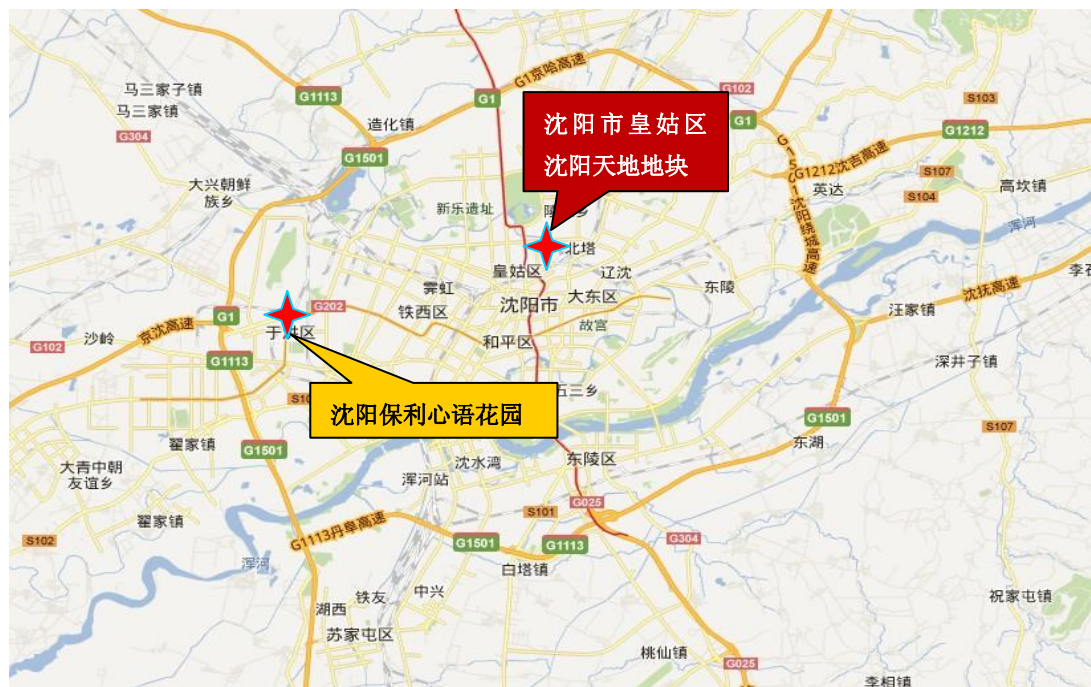 G1京哈高速
G102
马三家子镇
马三家镇
G1113
G1
S103
沈阳市皇姑区
沈阳天地地块
G304
造化镇
G1
G1212
G1501
G1501沈阳绕城高速
G1212沈吉高速
S107
大兴朝鲜
族乡
英达
高坎镇
S104
新乐遗址
浑河
北塔
皇姑区
辽沈
李石
霁虹
东陵
沈阳市
大东区
沈抚高速
G202
铁西区
汪家镇
G1
京沈高速
故宫
沙岭
于洪区
G102
和平区
G1113
深井子镇
五三乡
沈阳保利心语花园
G1501
S107
翟家镇
东湖
G1501
沈水湾
东陵区
大青中朝
友谊乡
浑河站
G025
翟家镇
S101
G1113丹阜高速
S102
G1501
G1113
G304
浑河
白塔镇
中兴
铁友
祝家屯镇
湖西
苏家屯区
桃仙镇
G025
李相镇